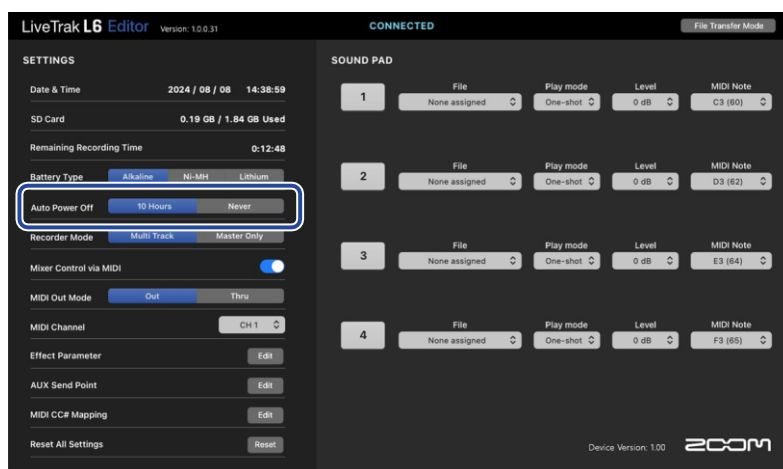 LiveTrak L6 Editor Version: 1.0.0.31 CONNECTED File Transfer Mode
SETTINGS
Date & Time 2024 / 08 / 08 14:38:59
SD Card 0.19 GB / 1.84 GB Used
Remaining Recording Time 0:12:48
Battery Type Alkaline Ni-MH Lithium
Auto Power Off 10 Hours Never
Recorder Mode Multi Track Master Only
Mixer Control via MIDI
MIDI Out Mode Out Thru
MIDI Channel CH 1
Effect Parameter Edit
AUX Send Point Edit
MIDI CC# Mapping Edit
Reset All Settings Reset
SOUND PAD
File Play mode Level MIDI Note
1 None assigned One-shot 0 dB C3 (60)
File Play mode Level MIDI Note
2 None assigned One-shot 0 dB D3 (62)
File Play mode Level MIDI Note
3 None assigned One-shot 0 dB E3 (64)
File Play mode Level MIDI Note
4 None assigned One-shot 0 dB F3 (65)
Device Version: 1.00 ZOOM